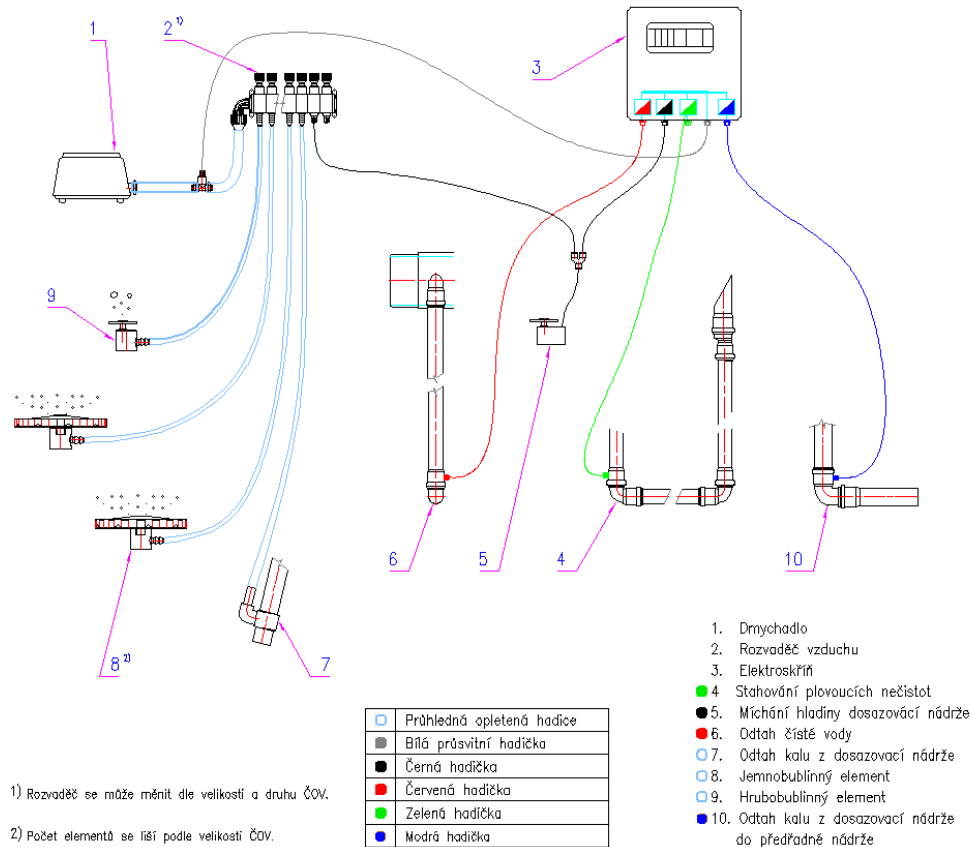 1
2 1)
3
9
6
5
4
10
8 2)
7
1. Dmychadlo
2. Rozvaděč vzduchu
3. Elektroskříň
4 Stahování plovoucích nečistot
5. Míchání hladiny dosazovácí nádrže
6. Odtah čísté vody
7. Odtah kalu z dosazovací nádrže
8. Jemnobublinný element
9. Hrubobublinný element
10. Odtah kalu z dosazovací nádrže
do předřadné nádrže
Průhledná opletená hadice
Bílá průsvitní hadička
Černá hadička
Červená hadička
Zelená hadička
Modrá hadička
1) Rozvaděč se může měnit dle velikostí a druhu ČOV.
2) Počet elementů se liší podle velikosti ČOV.